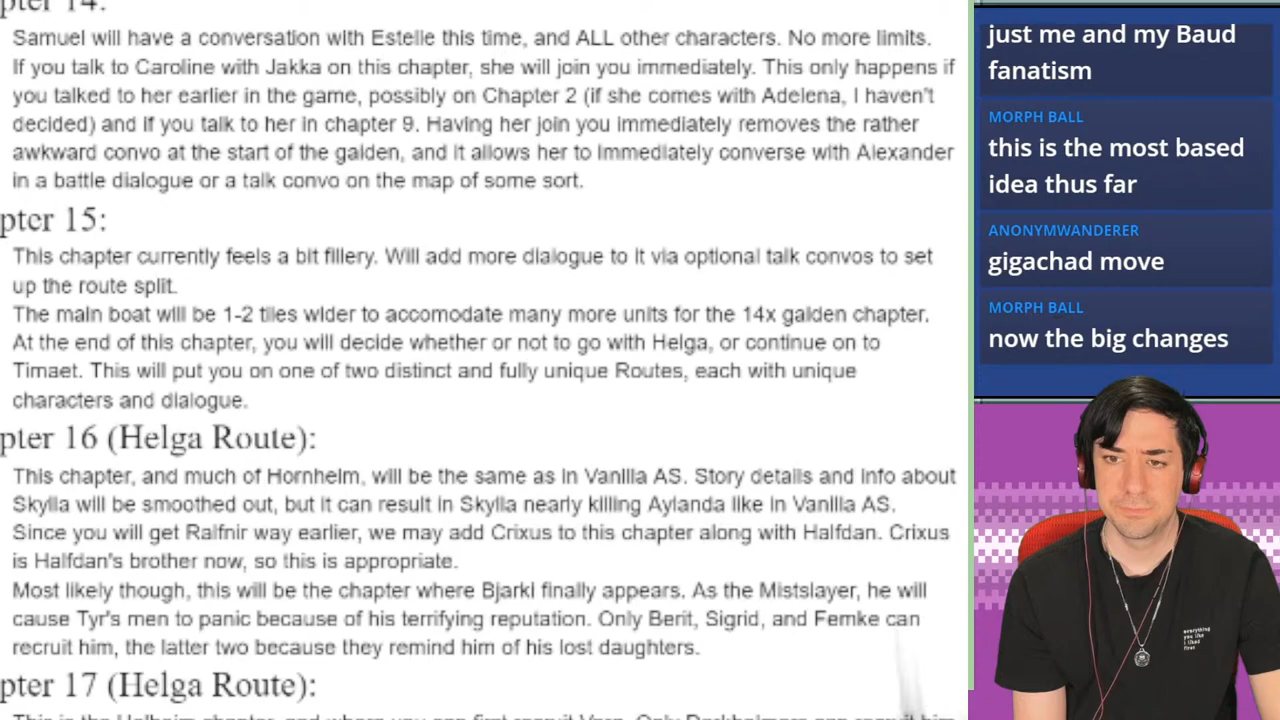 pter 14:
Samuel will have a conversation with Estelle this time, and ALL other characters. No more limits.
If you talk to Caroline with Jakka on this chapter, she will join you immediately. This only happens if
you talked to her earlier in the game, possibly on Chapter 2 (if she comes with Adelena, I haven't
decided) and if you talk to her in chapter 9. Having her join you immediately removes the rather
awkward convo at the start of the gaiden, and it allows her to immediately converse with Alexander
in a battle dialogue or a talk convo on the map of some sort.
pter 15:
This chapter currently feels a bit fillery. Will add more dialogue to it via optional talk convos to set
up the route split.
The main boat will be 1-2 tiles wider to accomodate many more units for the 14x gaiden chapter.
At the end of this chapter, you will decide whether or not to go with Helga, or continue on to
Timaet. This will put you on one of two distinct and fully unique Routes, each with unique
characters and dialogue.
pter 16 (Helga Route):
This chapter, and much of Hornhelm, will be the same as in Vanilla AS. Story details and info about
Skylla will be smoothed out, but it can result in Skylla nearly killing Aylanda like in Vanilla AS.
Since you will get Ralfnir way earlier, we may add Crixus to this chapter along with Halfdan. Crixus
is Halfdan's brother now, so this is appropriate.
Most likely though, this will be the chapter where Bjarki finally appears. As the Mistslayer, he will
cause Tyr's men to panic because of his terrifying reputation. Only Berit, Sigrid, and Femke can
recruit him, the latter two because they remind him of his lost daughters.
pter 17 (Helga Route):
just me and my Baud
fanatism
MORPH BALL
this is the most based
idea thus far
ANONYMWANDERER
gigachad move
MORPH BALL
now the big changes
everything
you like
I liked
first